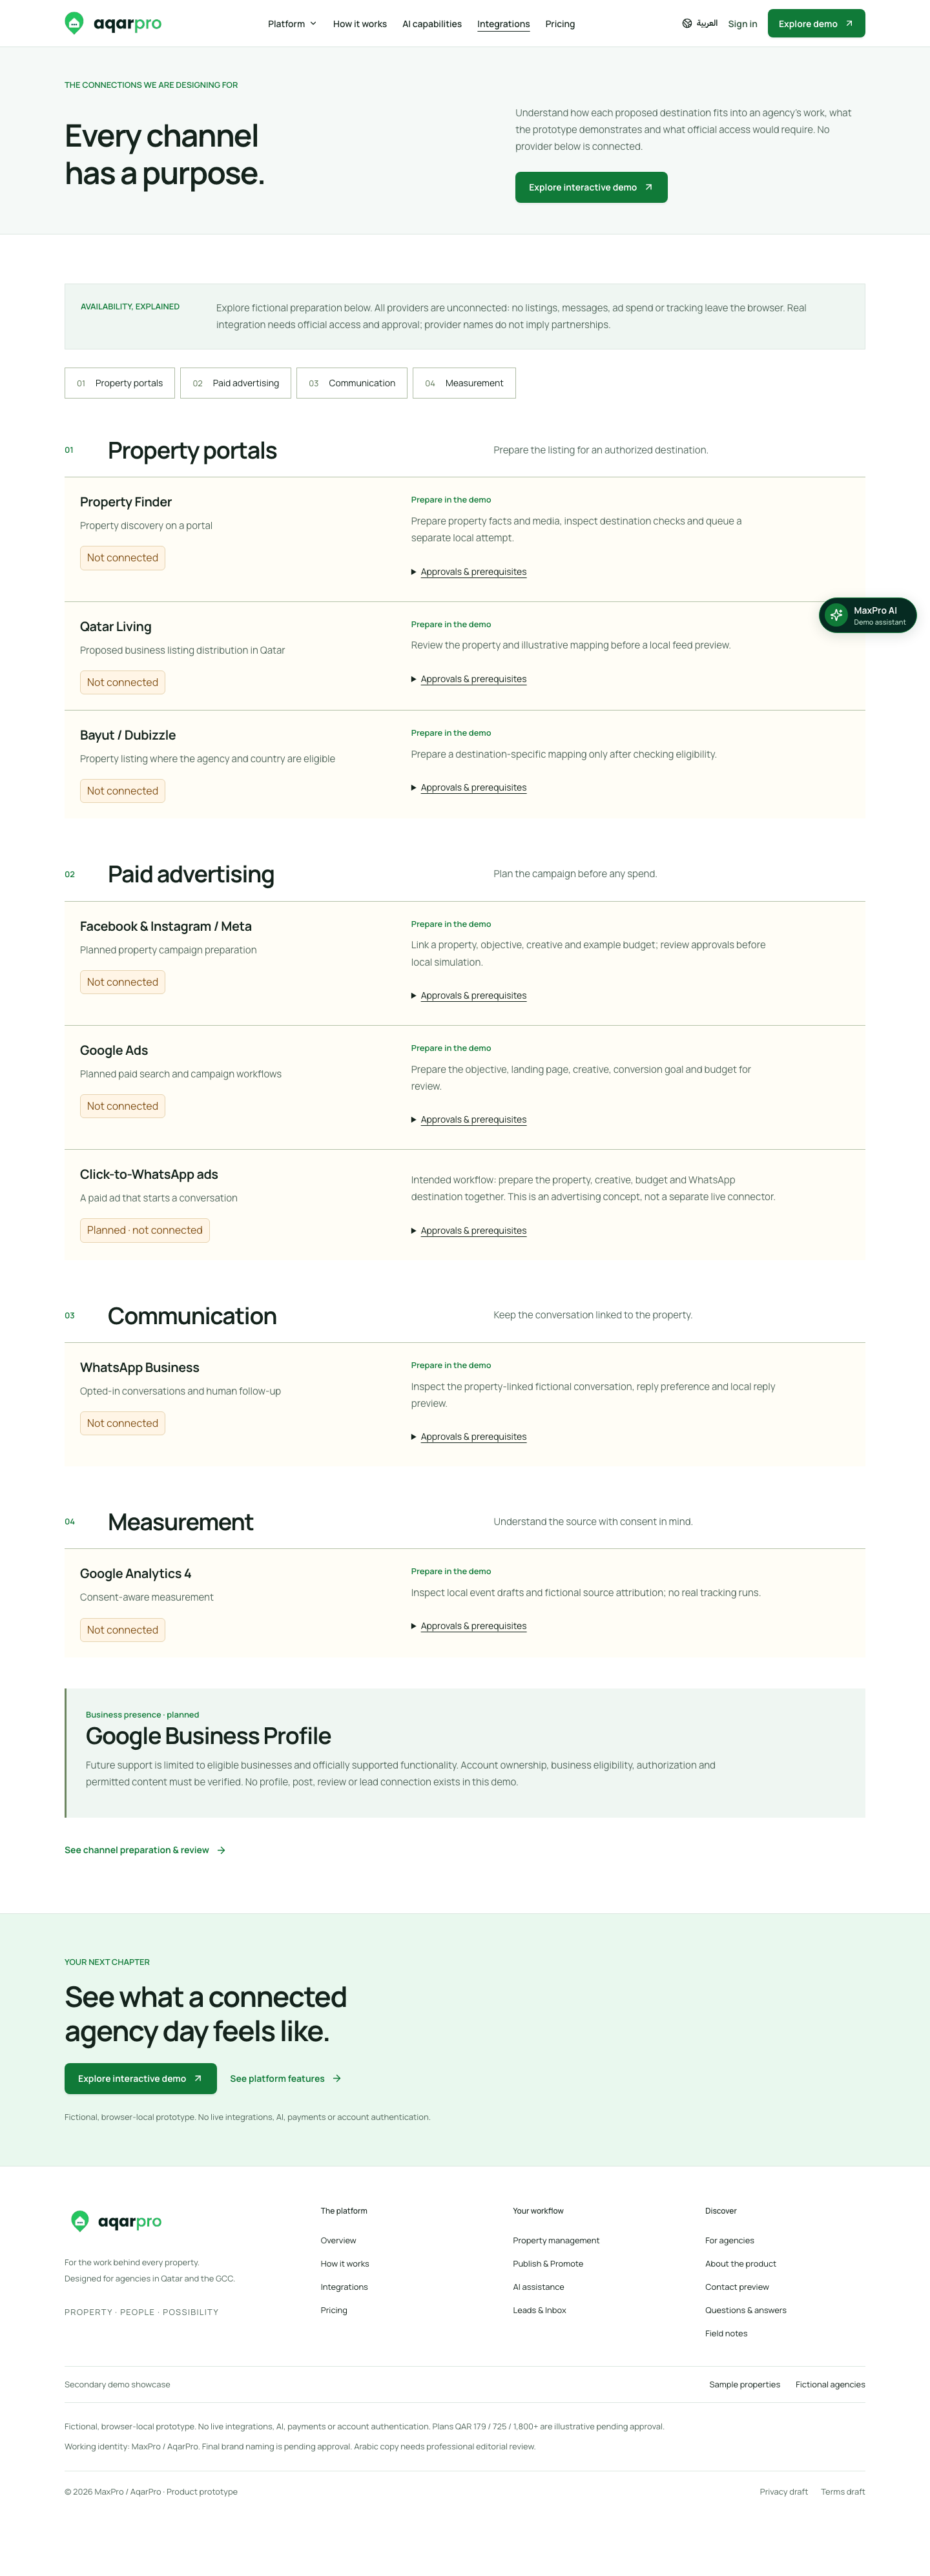 aqarpro
Platform
How it works
AI capabilities
Integrations
Pricing
العربية
Sign in
Explore demo
THE CONNECTIONS WE ARE DESIGNING FOR
Every channel
has a purpose.
Understand how each proposed destination fits into an agency's work, what
the prototype demonstrates and what official access would require. No
provider below is connected.
Explore interactive demo
AVAILABILITY, EXPLAINED
Explore fictional preparation below. All providers are unconnected: no listings, messages, ad spend or tracking leave the browser. Real
integration needs official access and approval; provider names do not imply partnerships.
01 Property portals
02 Paid advertising
03 Communication
04 Measurement
01 Property portals
Prepare the listing for an authorized destination.
Property Finder
Property discovery on a portal
Not connected
Prepare in the demo
Prepare property facts and media, inspect destination checks and queue a
separate local attempt.
Approvals & prerequisites
MaxPro AI
Demo assistant
Qatar Living
Proposed business listing distribution in Qatar
Not connected
Prepare in the demo
Review the property and illustrative mapping before a local feed preview.
Approvals & prerequisites
Bayut / Dubizzle
Property listing where the agency and country are eligible
Not connected
Prepare in the demo
Prepare a destination-specific mapping only after checking eligibility.
Approvals & prerequisites
02 Paid advertising
Plan the campaign before any spend.
Facebook & Instagram / Meta
Planned property campaign preparation
Not connected
Prepare in the demo
Link a property, objective, creative and example budget; review approvals before
local simulation.
Approvals & prerequisites
Google Ads
Planned paid search and campaign workflows
Not connected
Prepare in the demo
Prepare the objective, landing page, creative, conversion goal and budget for
review.
Approvals & prerequisites
Click-to-WhatsApp ads
A paid ad that starts a conversation
Planned · not connected
Intended workflow: prepare the property, creative, budget and WhatsApp
destination together. This is an advertising concept, not a separate live connector.
Approvals & prerequisites
03 Communication
Keep the conversation linked to the property.
WhatsApp Business
Opted-in conversations and human follow-up
Not connected
Prepare in the demo
Inspect the property-linked fictional conversation, reply preference and local reply
preview.
Approvals & prerequisites
04 Measurement
Understand the source with consent in mind.
Google Analytics 4
Consent-aware measurement
Not connected
Prepare in the demo
Inspect local event drafts and fictional source attribution; no real tracking runs.
Approvals & prerequisites
Business presence · planned
Google Business Profile
Future support is limited to eligible businesses and officially supported functionality. Account ownership, business eligibility, authorization and
permitted content must be verified. No profile, post, review or lead connection exists in this demo.
See channel preparation & review
YOUR NEXT CHAPTER
See what a connected
agency day feels like.
Explore interactive demo
See platform features
Fictional, browser-local prototype. No live integrations, AI, payments or account authentication.
aqarpro
For the work behind every property.
Designed for agencies in Qatar and the GCC.
PROPERTY · PEOPLE · POSSIBILITY
The platform
Overview
How it works
Integrations
Pricing
Your workflow
Property management
Publish & Promote
AI assistance
Leads & Inbox
Discover
For agencies
About the product
Contact preview
Questions & answers
Field notes
Secondary demo showcase
Sample properties
Fictional agencies
Fictional, browser-local prototype. No live integrations, AI, payments or account authentication. Plans QAR 179 / 725 / 1,800+ are illustrative pending approval.
Working identity: MaxPro / AqarPro. Final brand naming is pending approval. Arabic copy needs professional editorial review.
© 2026 MaxPro / AqarPro · Product prototype
Privacy draft
Terms draft